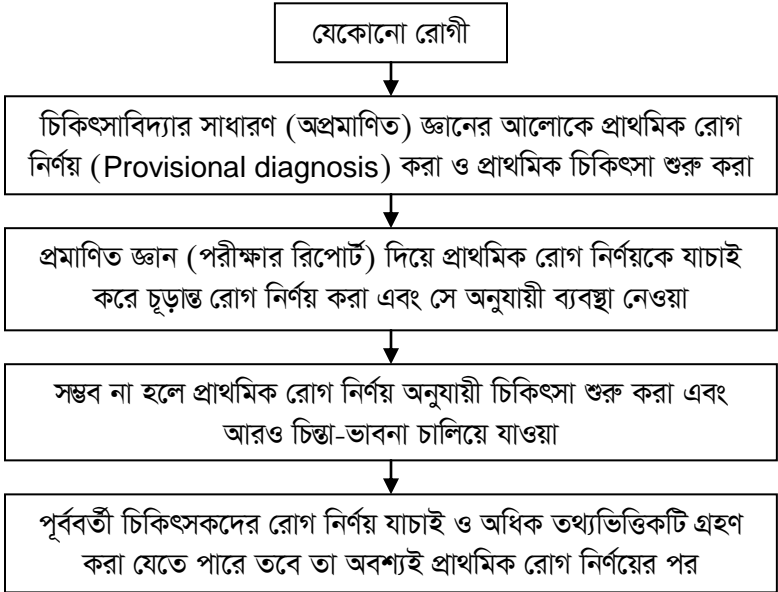 যেকোনো রোগী
চিকিৎসাবিদ্যার সাধারণ (অপ্রমাণিত) জ্ঞানের আলোকে প্রাথমিক রোগ
নির্ণয় (Provisional diagnosis) করা ও প্রাথমিক চিকিৎসা শুরু করা
প্রমাণিত জ্ঞান (পরীক্ষার রিপোর্ট) দিয়ে প্রাথমিক রোগ নির্ণয়কে যাচাই
করে চূড়ান্ত রোগ নির্ণয় করা এবং সে অনুযায়ী ব্যবস্থা নেওয়া
সম্ভব না হলে প্রাথমিক রোগ নির্ণয় অনুযায়ী চিকিৎসা শুরু করা এবং
আরও চিন্তা-ভাবনা চালিয়ে যাওয়া
পূর্ববর্তী চিকিৎসকদের রোগ নির্ণয় যাচাই ও অধিক তথ্যভিত্তিকটি গ্রহণ
করা যেতে পারে তবে তা অবশ্যই প্রাথমিক রোগ নির্ণয়ের পর